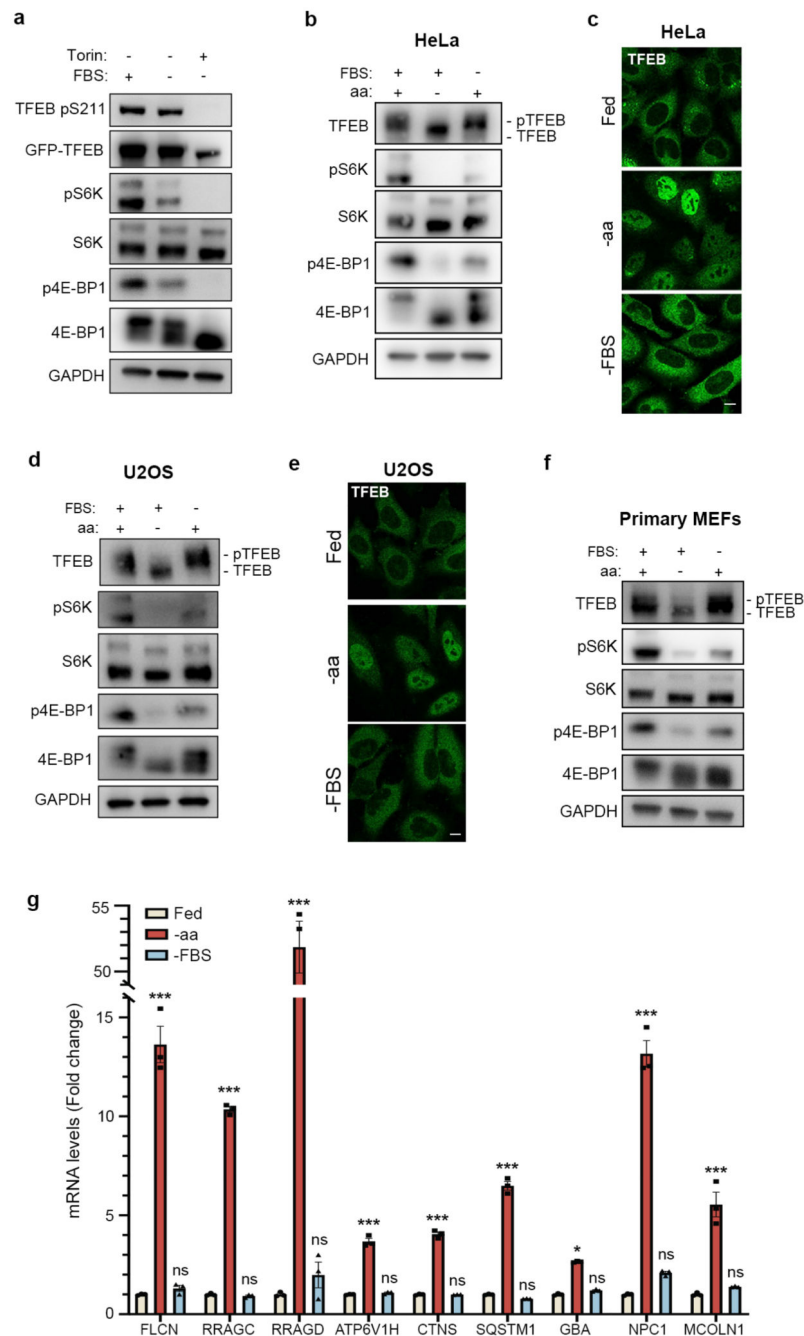 a
Torin: - - +
FBS: + - -
TFEB pS211
GFP-TFEB
pS6K
S6K
p4E-BP1
4E-BP1
GAPDH
b
HeLa
FBS: + + -
aa: + - +
TFEB
- pTFEB
- TFEB
pS6K
S6K
p4E-BP1
4E-BP1
GAPDH
c
HeLa
TFEB
Fed
-aa
-FBS
d
U2OS
FBS: + + -
aa: + - +
TFEB
- pTFEB
- TFEB
pS6K
S6K
p4E-BP1
4E-BP1
GAPDH
e
U2OS
TFEB
Fed
-aa
-FBS
f
Primary MEFs
FBS: + + -
aa: + - +
TFEB
- pTFEB
- TFEB
pS6K
S6K
p4E-BP1
4E-BP1
GAPDH
g
Fed
-aa
-FBS
mRNA levels (Fold change)
55
50
15
10
5
2
0
*** ns
*** ns
*** ns
*** ns
*** ns
*** ns
* ns
*** ns
*** ns
FLCN RRAGC RRAGD ATP6V1H CTNS SQSTM1 GBA NPC1 MCOLN1